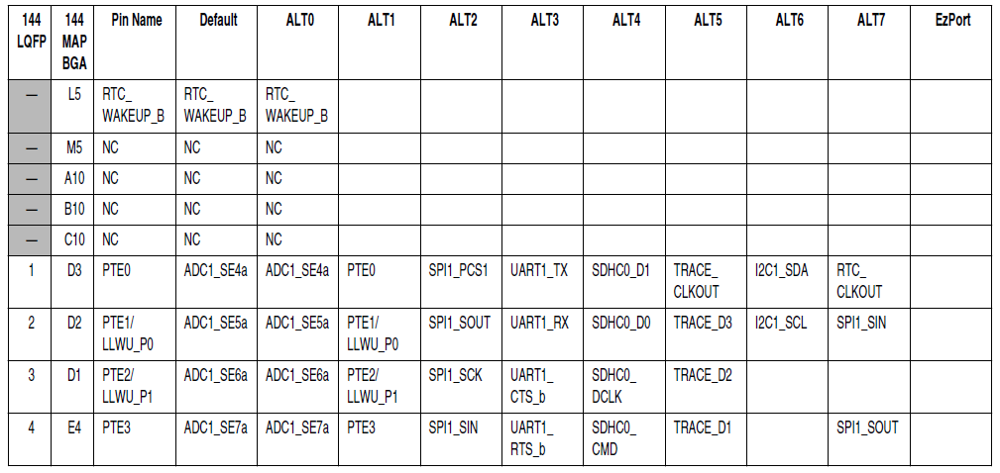 144 LQFP | 144 MAP BGA | Pin Name | Default | ALT0 | ALT1 | ALT2 | ALT3 | ALT4 | ALT5 | ALT6 | ALT7 | EzPort
— | L5 | RTC_ WAKEUP_B | RTC_ WAKEUP_B | RTC_ WAKEUP_B
— | M5 | NC | NC | NC
— | A10 | NC | NC | NC
— | B10 | NC | NC | NC
— | C10 | NC | NC | NC
1 | D3 | PTE0 | ADC1_SE4a | ADC1_SE4a | PTE0 | SPI1_PCS1 | UART1_TX | SDHC0_D1 | TRACE_ CLKOUT | I2C1_SDA | RTC_ CLKOUT
2 | D2 | PTE1/ LLWU_P0 | ADC1_SE5a | ADC1_SE5a | PTE1/ LLWU_P0 | SPI1_SOUT | UART1_RX | SDHC0_D0 | TRACE_D3 | I2C1_SCL | SPI1_SIN
3 | D1 | PTE2/ LLWU_P1 | ADC1_SE6a | ADC1_SE6a | PTE2/ LLWU_P1 | SPI1_SCK | UART1_ CTS_b | SDHC0_ DCLK | TRACE_D2
4 | E4 | PTE3 | ADC1_SE7a | ADC1_SE7a | PTE3 | SPI1_SIN | UART1_ RTS_b | SDHC0_ CMD | TRACE_D1 | | SPI1_SOUT